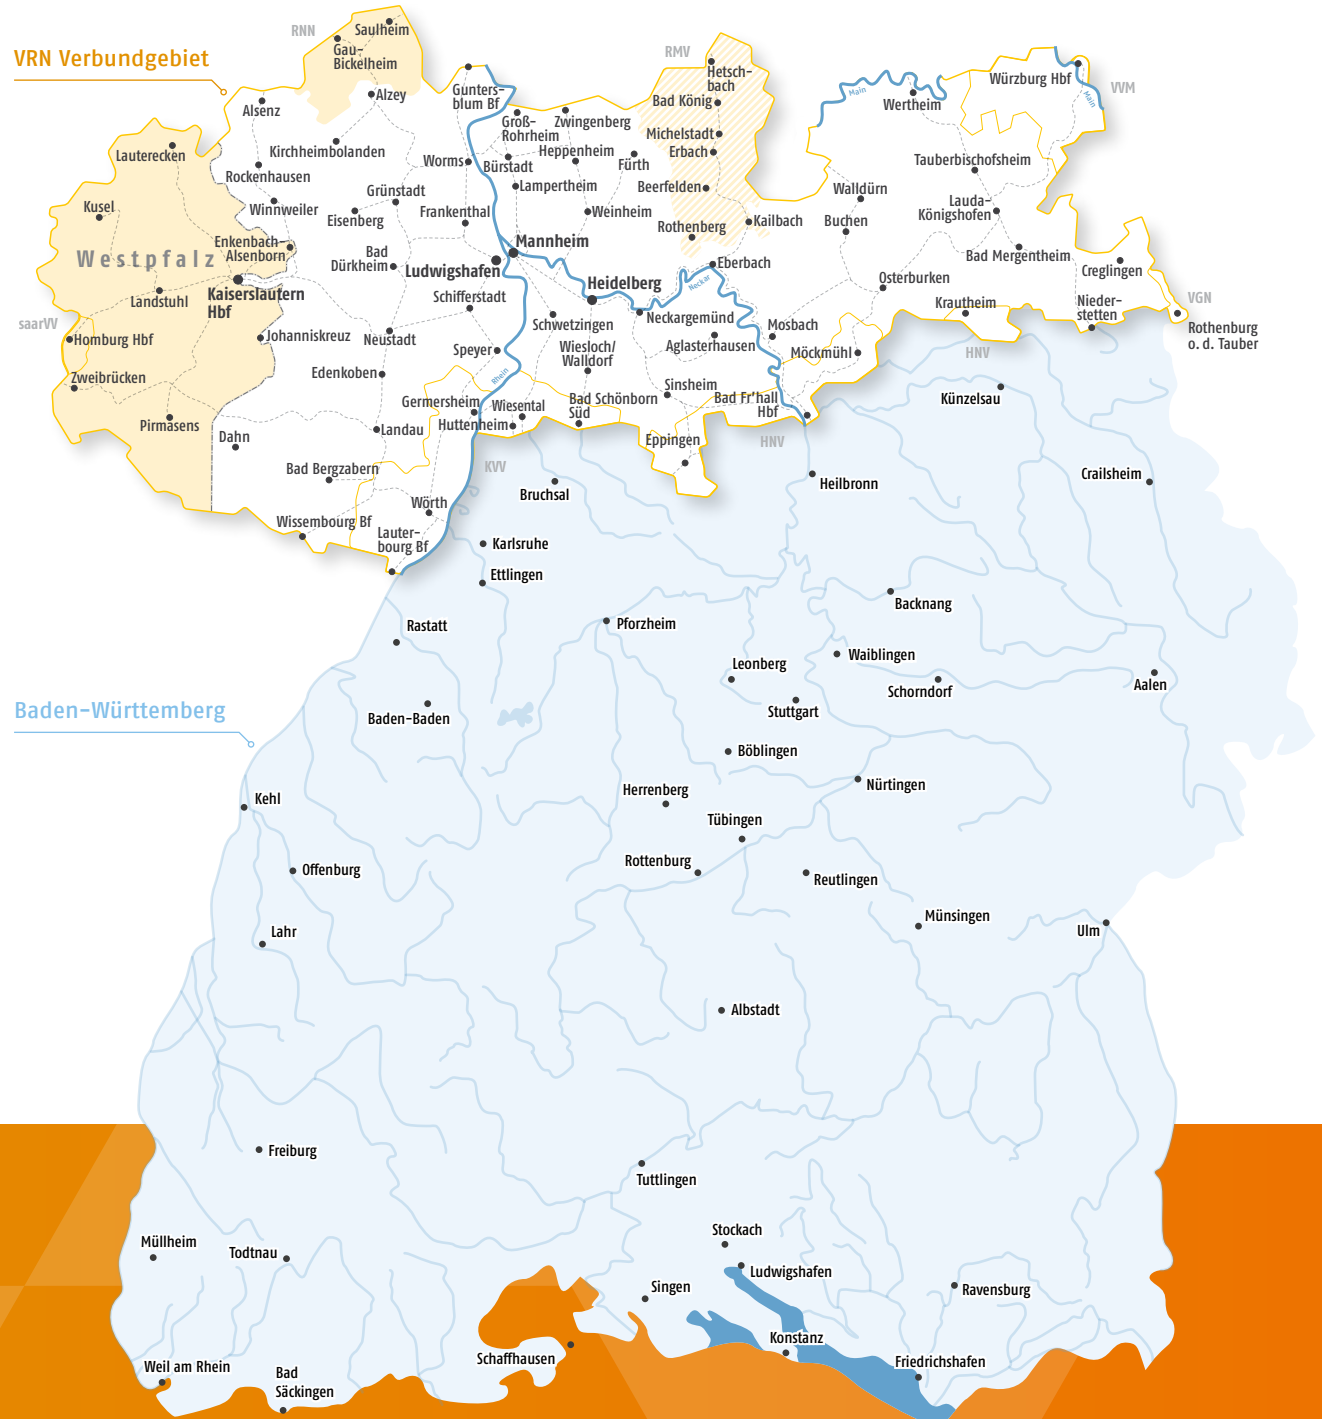 RNN
Saulheim
Gau-
Bickelheim
VRN Verbundgebiet
RMV
Hetsch-
bach
Würzburg Hbf
VVM
Main
Main
Wertheim
Alsenz
Alzey
Gunters-
blum Bf
Bad König
Groß-
Rohrheim
Zwingenberg
Michelstadt
Erbach
Lauterecken
Kirchheimbolanden
Worms
Bürstadt
Heppenheim
Fürth
Tauberbischofsheim
Rockenhausen
Lampertheim
Beerfelden
Walldürn
Grünstadt
Kusel
Winnweiler
Eisenberg
Frankenthal
Weinheim
Rothenberg
Kailbach
Buchen
Lauda-
Königshofen
Enkenbach-
Alsenborn
Westpfalz
Bad
Dürkheim
Mannheim
Ludwigshafen
Bad Mergentheim
Creglingen
Eberbach
Neckar
Heidelberg
Osterburken
Landstuhl
Kaiserslautern
Hbf
Schifferstadt
Krautheim
Nieder-
stetten
VGN
saarVV
Homburg Hbf
Johanniskreuz
Neustadt
Schwetzingen
Neckargemünd
Mosbach
Rothenburg
o. d. Tauber
Speyer
Wiesloch/
Walldorf
Aglasterhausen
Möckmühl
HNV
Zweibrücken
Edenkoben
Rhein
Sinsheim
Bad Fr'hall
Hbf
Künzelsau
Germersheim
Wiesental
Bad Schönborn
Süd
Pirmasens
Huttenheim
Landau
Dahn
Eppingen
HNV
Bad Bergzabern
KVV
Bruchsal
Heilbronn
Crailsheim
Wörth
Wissembourg Bf
Lauter-
bourg Bf
Karlsruhe
Ettlingen
Backnang
Rastatt
Pforzheim
Waiblingen
Leonberg
Schorndorf
Aalen
Baden-Württemberg
Baden-Baden
Stuttgart
Böblingen
Nürtingen
Herrenberg
Kehl
Tübingen
Rottenburg
Offenburg
Reutlingen
Münsingen
Lahr
Ulm
Albstadt
Freiburg
Tuttlingen
Stockach
Müllheim
Todtnau
Ludwigshafen
Singen
Ravensburg
Konstanz
Schaffhausen
Friedrichshafen
Weil am Rhein
Bad
Säckingen